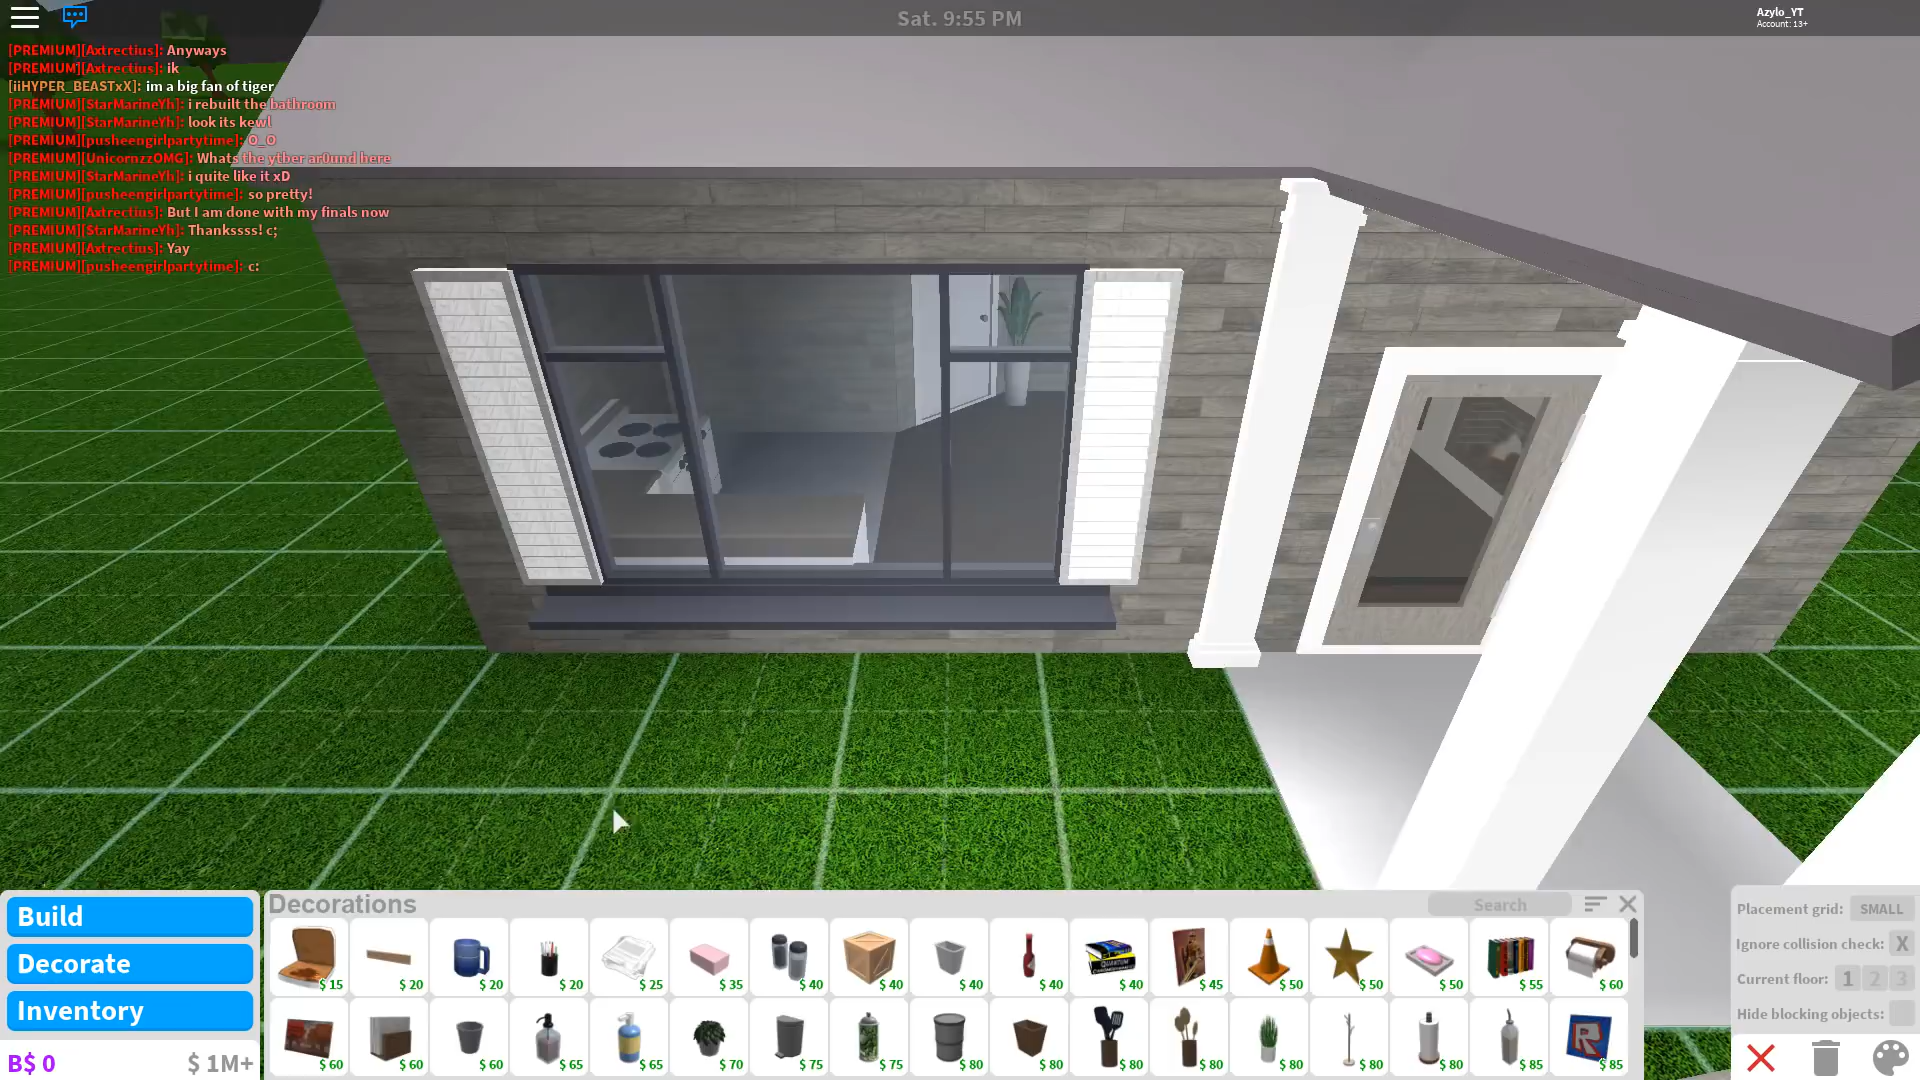 Sat. 9:55 PM
Azylo_YT
Account: 13+
[PREMIUM][Axtrectius]: Anyways
[PREMIUM][Axtrectius]: ik
[iiHYPER_BEASTxX]: im a big fan of tiger
[PREMIUM][StarMarineYh]: i rebuilt the bathroom
[PREMIUM][StarMarineYh]: look its kewl
[PREMIUM][pusheengirlpartytime]: O_O
[PREMIUM][UnicornzzOMG]: Whats the ytber ar0und here
[PREMIUM][StarMarineYh]: i quite like it xD
[PREMIUM][pusheengirlpartytime]: so pretty!
[PREMIUM][Axtrectius]: But I am done with my finals now
[PREMIUM][StarMarineYh]: Thankssss! c;
[PREMIUM][Axtrectius]: Yay
[PREMIUM][pusheengirlpartytime]: c:
Build
Decorate
Inventory
B$ 0
$ 1M+
Decorations
Search
$ 15
$ 20
$ 20
$ 20
$ 25
$ 35
$ 40
$ 40
$ 40
$ 40
QUANTUM
$ 40
$ 45
$ 50
$ 50
$ 50
$ 55
$ 60
$ 60
$ 60
$ 60
$ 65
$ 65
$ 70
$ 75
$ 75
$ 80
$ 80
$ 80
$ 80
$ 80
$ 80
$ 80
$ 85
R
$ 85
Placement grid: SMALL
Ignore collision check: X
Current floor: 1 2 3
Hide blocking objects: